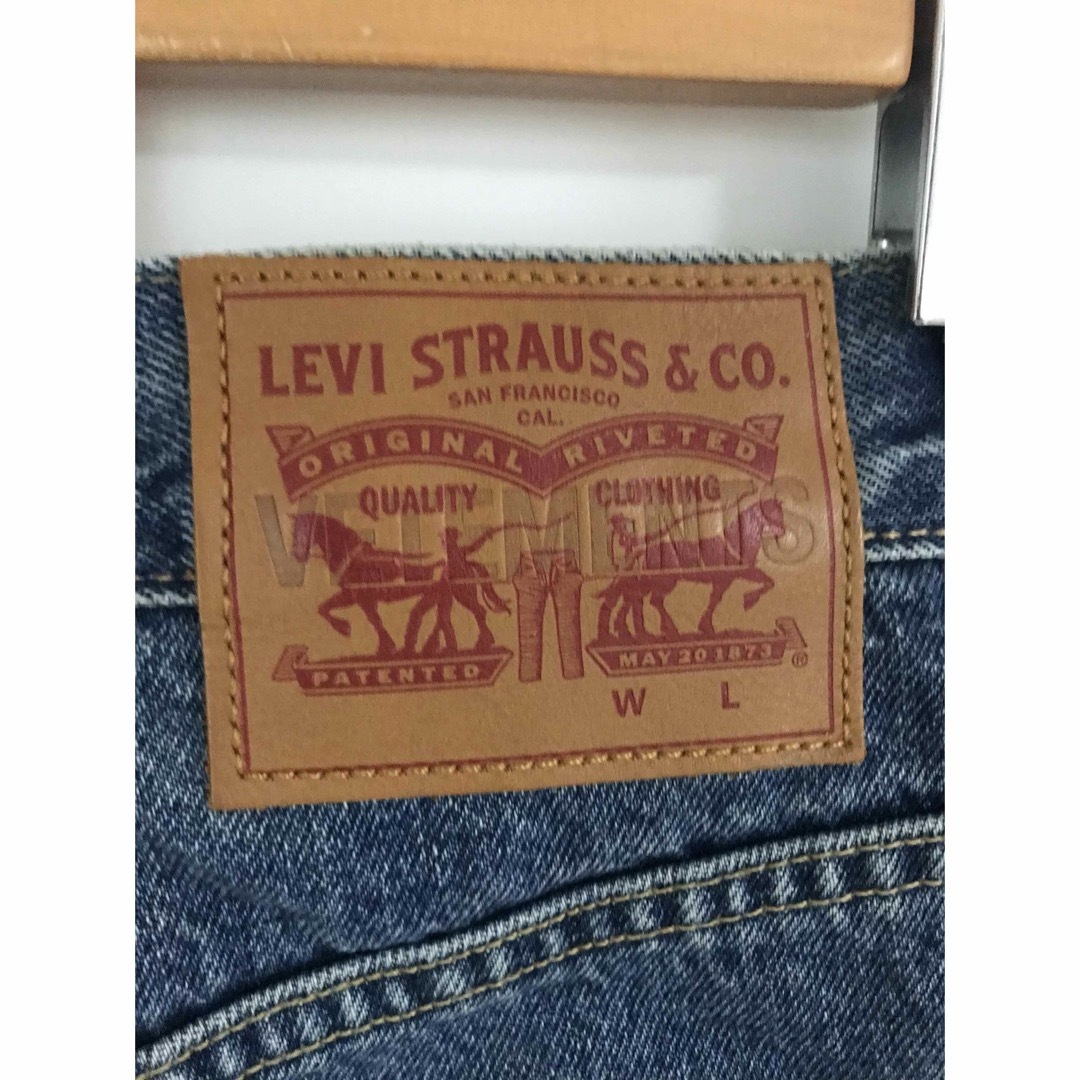 LEVI STRAUSS & CO.
SAN FRANCISCO
CAL.
ORIGINAL RIVETED
QUALITY CLOTHING
VETEMENTS
PATENTED MAY 20 1873 ®
W L